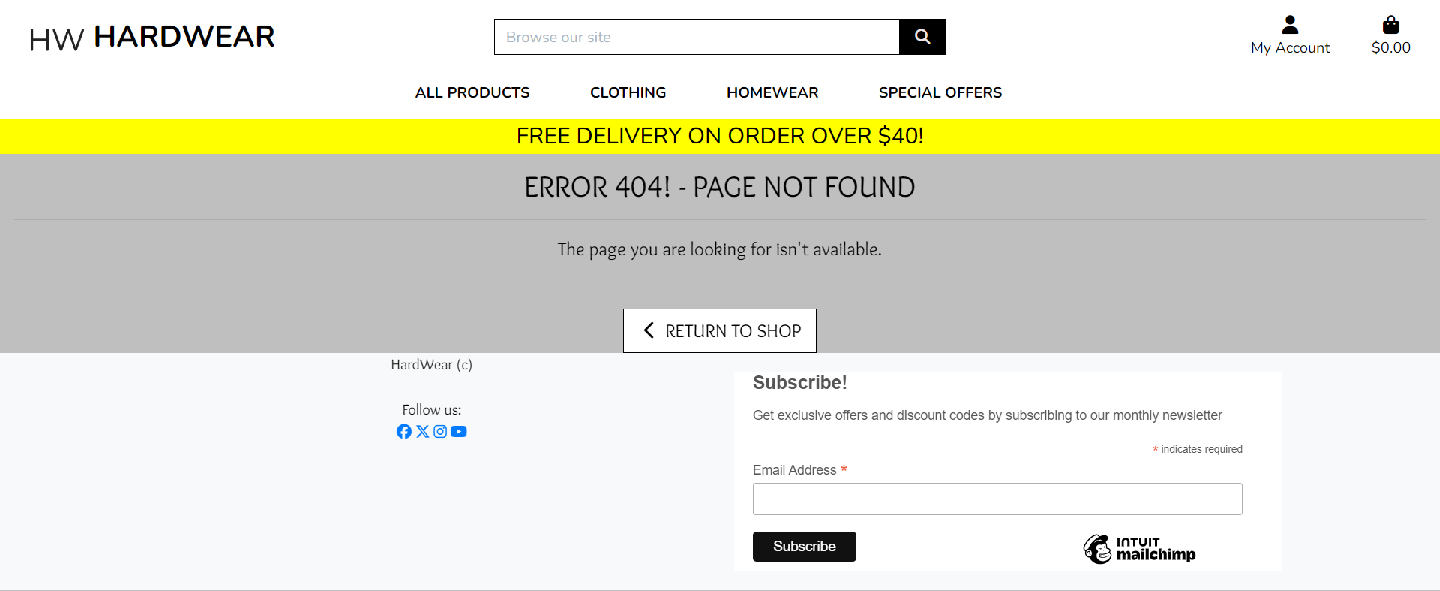 HW HARDWEAR
Browse our site
My Account
$0.00
ALL PRODUCTS CLOTHING HOMEWEAR SPECIAL OFFERS
FREE DELIVERY ON ORDER OVER $40!
ERROR 404! - PAGE NOT FOUND
The page you are looking for isn't available.
RETURN TO SHOP
HardWear (c)
Follow us:
Subscribe!
Get exclusive offers and discount codes by subscribing to our monthly newsletter
* indicates required
Email Address *
Subscribe
INTUIT
mailchimp